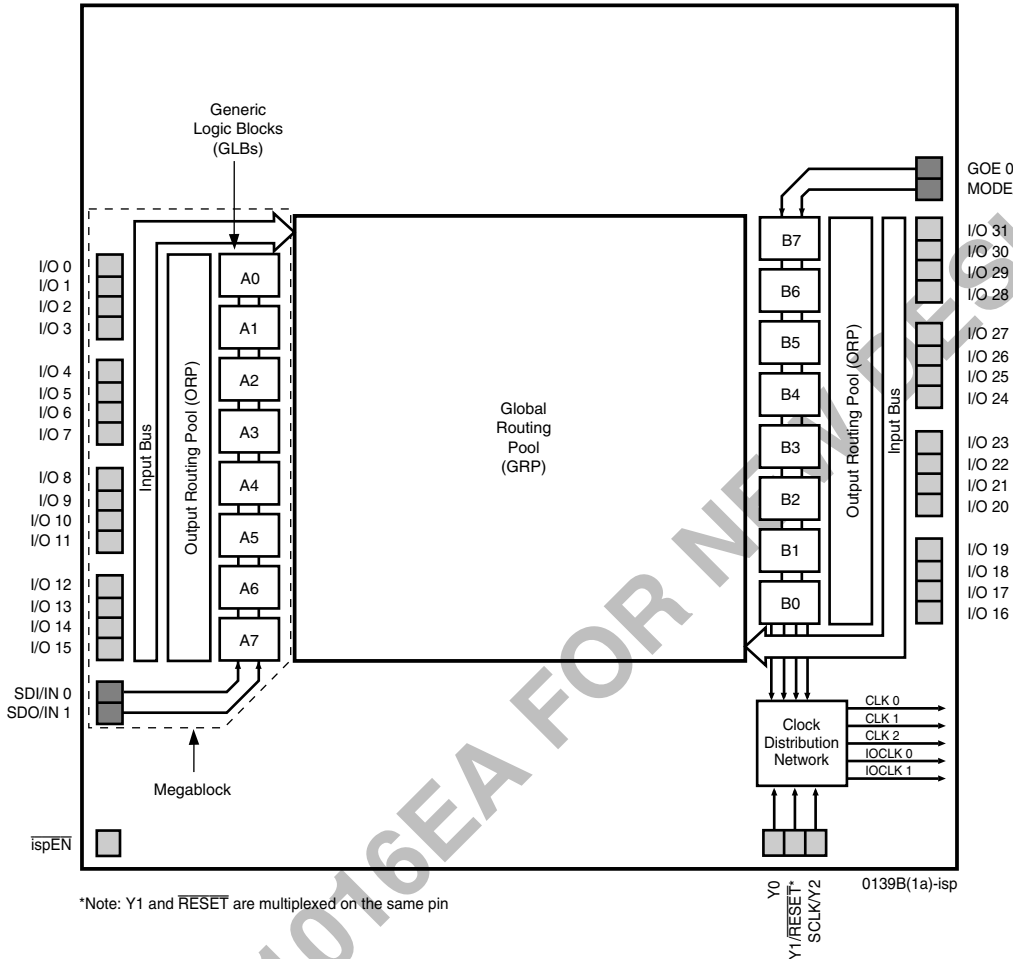 Generic
Logic Blocks
(GLBs)
GOE 0
MODE
I/O 0
I/O 1
I/O 2
I/O 3
I/O 4
I/O 5
I/O 6
I/O 7
I/O 8
I/O 9
I/O 10
I/O 11
I/O 12
I/O 13
I/O 14
I/O 15
SDI/IN 0
SDO/IN 1
Input Bus
Output Routing Pool (ORP)
A0
A1
A2
A3
A4
A5
A6
A7
Global
Routing
Pool
(GRP)
B7
B6
B5
B4
B3
B2
B1
B0
Output Routing Pool (ORP)
Input Bus
I/O 31
I/O 30
I/O 29
I/O 28
I/O 27
I/O 26
I/O 25
I/O 24
I/O 23
I/O 22
I/O 21
I/O 20
I/O 19
I/O 18
I/O 17
I/O 16
Megablock
Clock
Distribution
Network
CLK 0
CLK 1
CLK 2
IOCLK 0
IOCLK 1
ispEN
Y0
Y1/RESET*
SCLK/Y2
0139B(1a)-isp
*Note: Y1 and RESET are multiplexed on the same pin
1016EA FOR NEW DESI